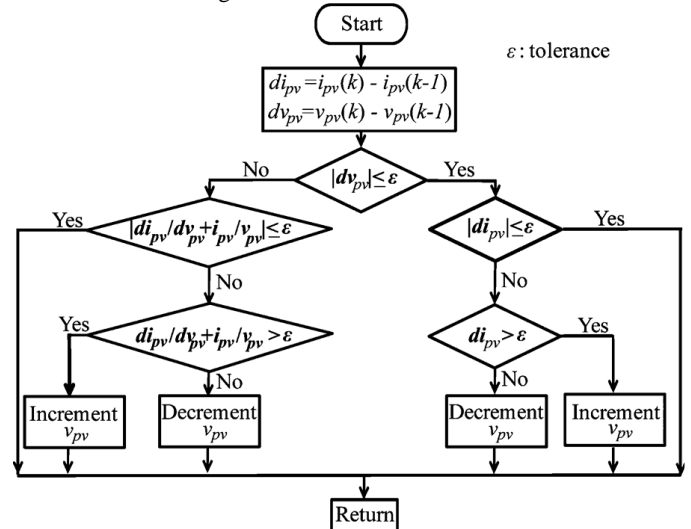 Start
ε: tolerance
di_pv=i_pv(k) - i_pv(k-1)
dv_pv=v_pv(k) - v_pv(k-1)
No
|dv_pv|≤ε
Yes
Yes
|di_pv/dv_pv+i_pv/v_pv|≤ε
|di_pv|≤ε
Yes
No
No
Yes
di_pv/dv_pv+i_pv/v_pv>ε
di_pv>ε
Yes
No
No
Increment
v_pv
Decrement
v_pv
Decrement
v_pv
Increment
v_pv
Return